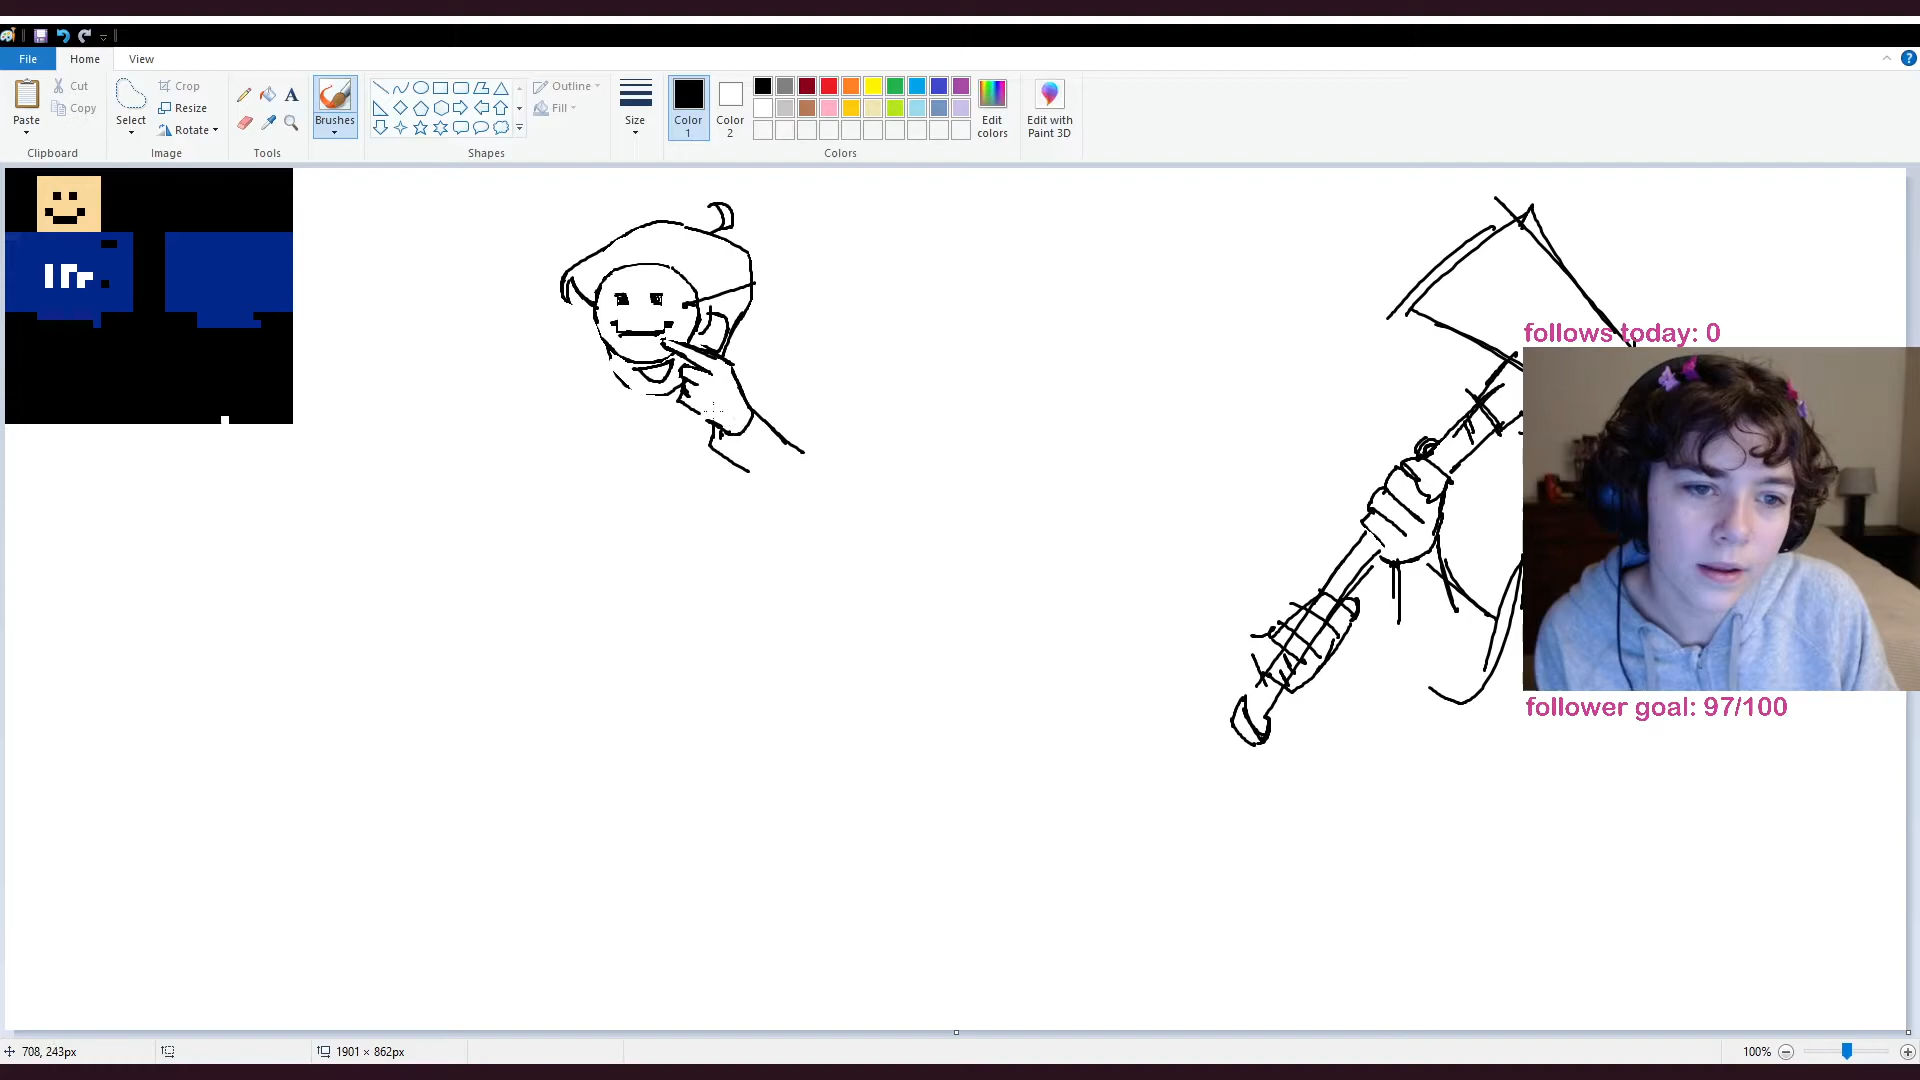 File Home View
Paste
Cut
Copy
Clipboard
Select
Crop
Resize
Rotate
Image
A
Tools
Brushes
Outline
Fill
Shapes
Size
Color
1
Color
2
Edit
colors
Colors
Edit with
Paint 3D
?
follows today: 0
follower goal: 97/100
708, 243px
1901 × 862px
100%